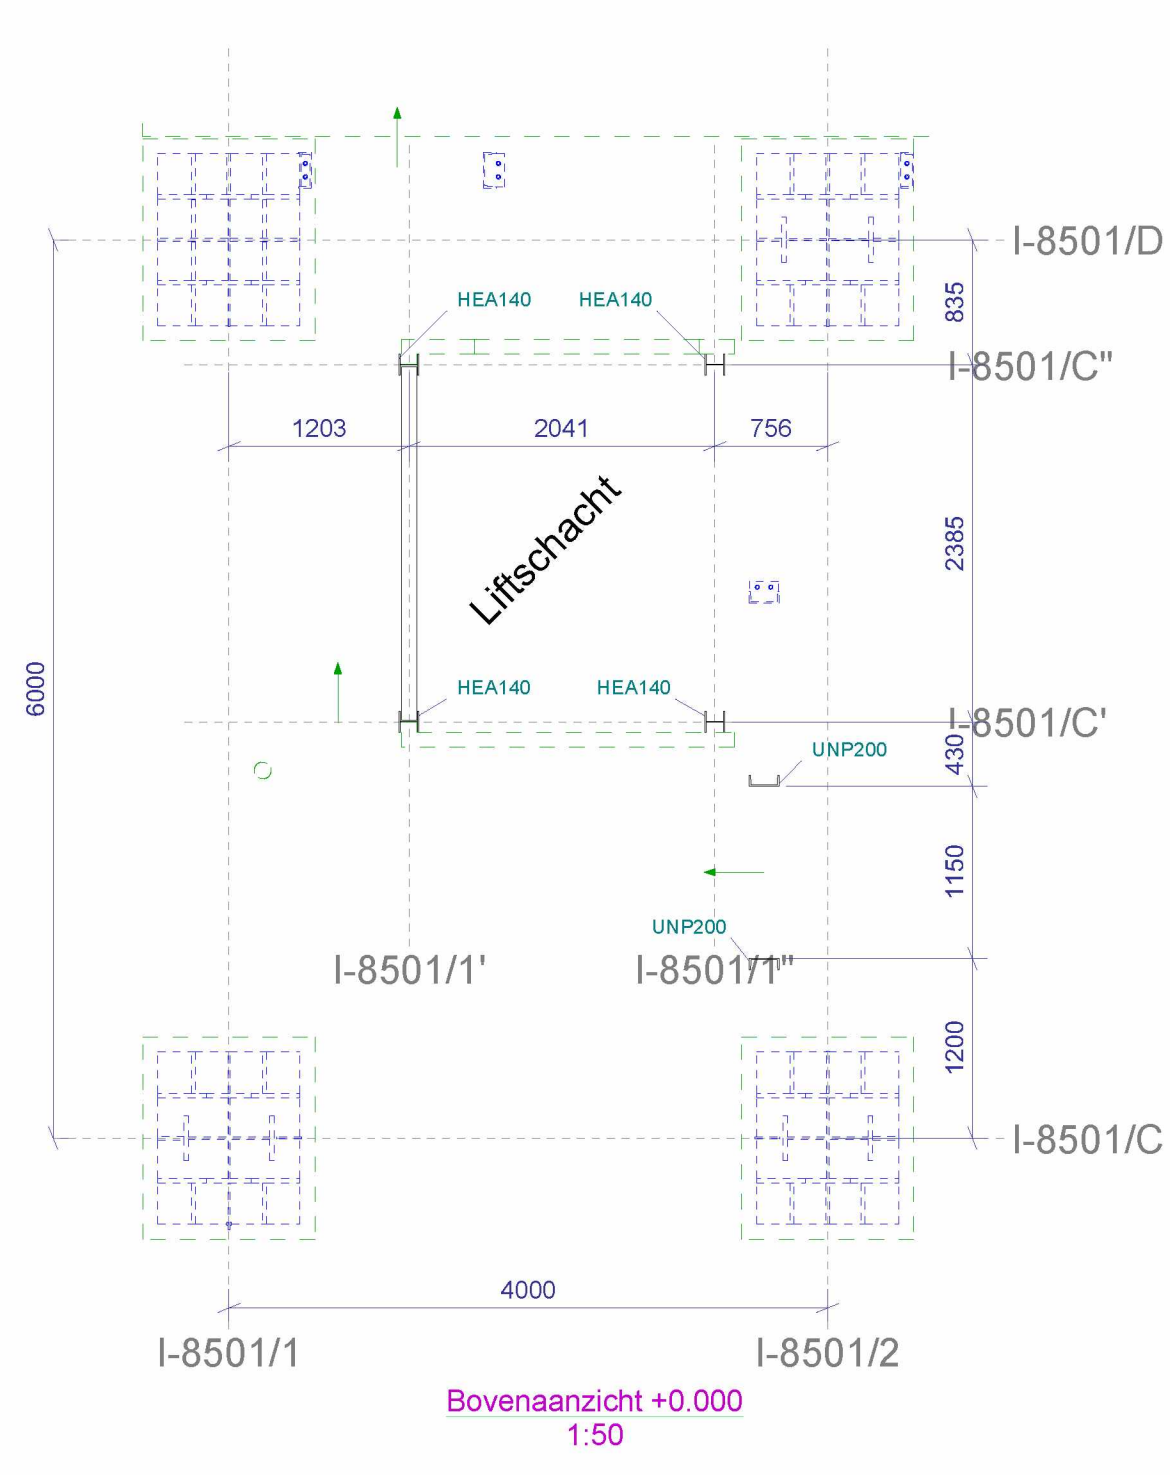 I-8501/D
835
HEA140 HEA140
I-8501/C"
1203 2041 756
Liftschacht
2385
6000
HEA140 HEA140
I-8501/C'
430
UNP200
1150
UNP200
I-8501/1' I-8501/1"
1200
I-8501/C
4000
I-8501/1 I-8501/2
Bovenaanzicht +0.000
1:50